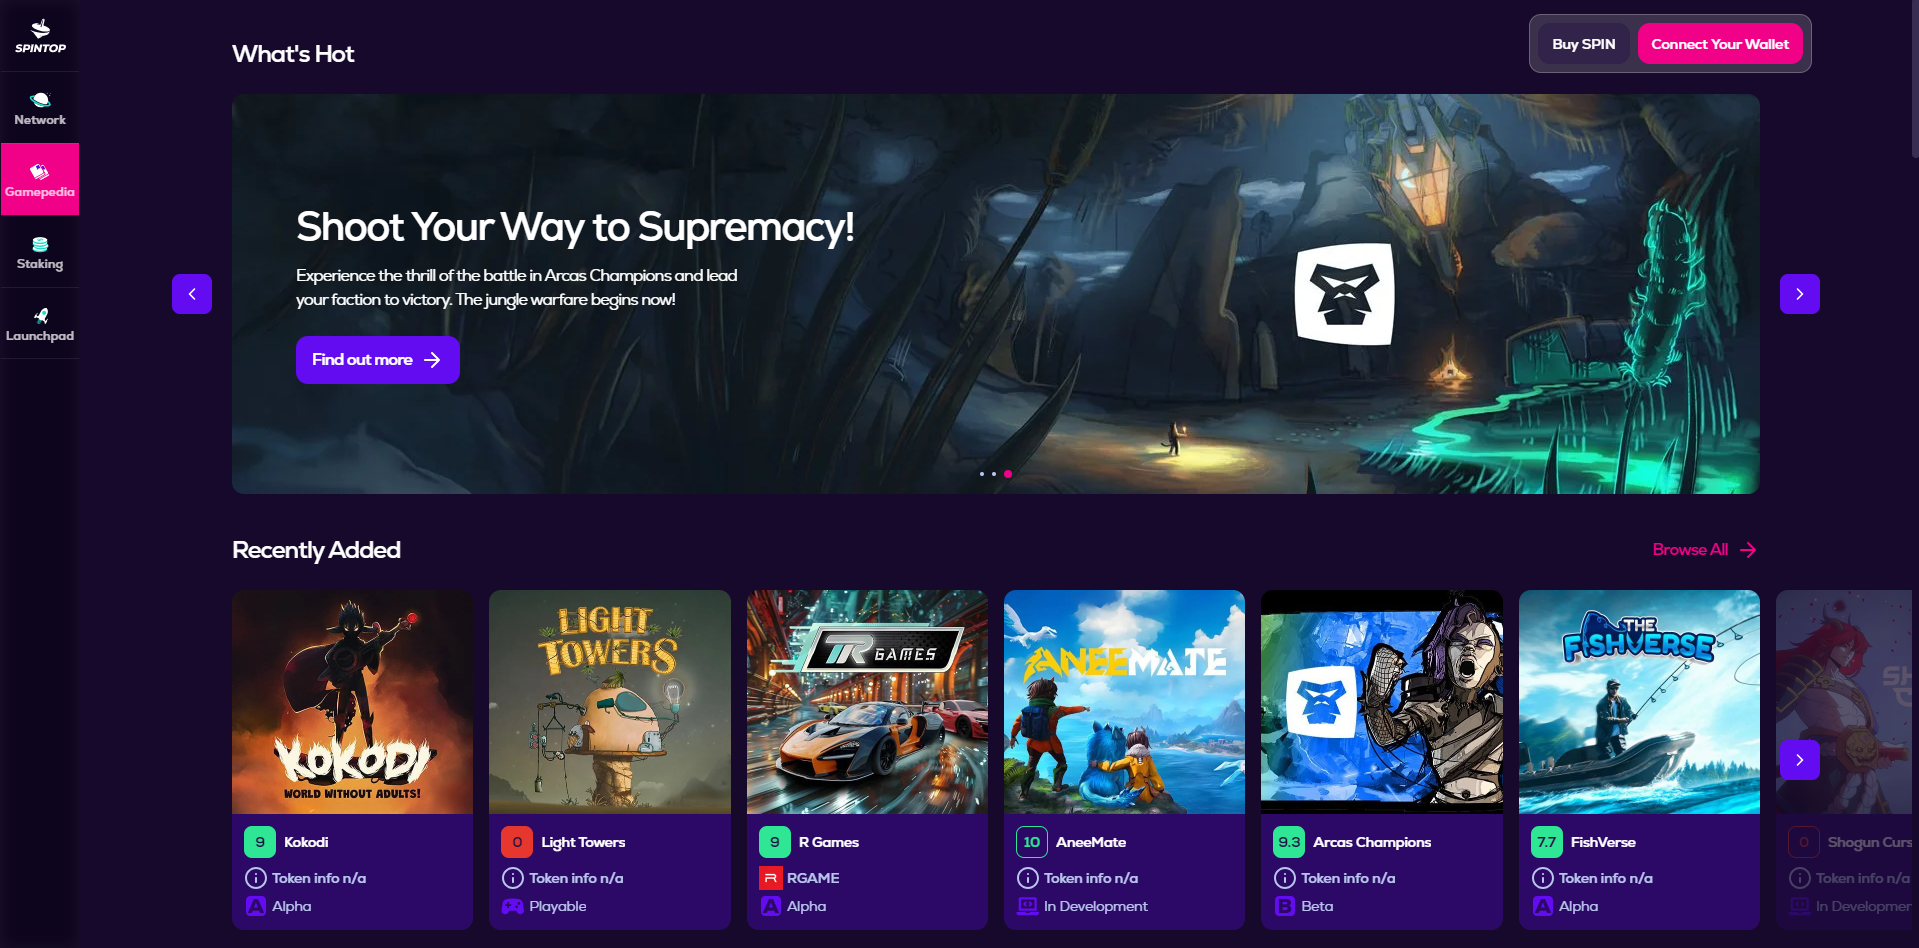 SPINTOP
Network
Gamepedia
Staking
Launchpad
What's Hot
Buy SPIN
Connect Your Wallet
Shoot Your Way to Supremacy!
Experience the thrill of the battle in Arcas Champions and lead
your faction to victory. The jungle warfare begins now!
Find out more
Recently Added
Browse All
KOKODI
WORLD WITHOUT ADULTS!
9 Kokodi
Token info n/a
A Alpha
LIGHT
TOWERS
0 Light Towers
Token info n/a
Playable
R GAMES
9 R Games
RGAME
A Alpha
ANEEMATE
10 AneeMate
Token info n/a
In Development
9.3 Arcas Champions
Token info n/a
B Beta
THE
FISHVERSE
7.7 FishVerse
Token info n/a
A Alpha
0 Shogun Curs
Token info n/a
In Developmen